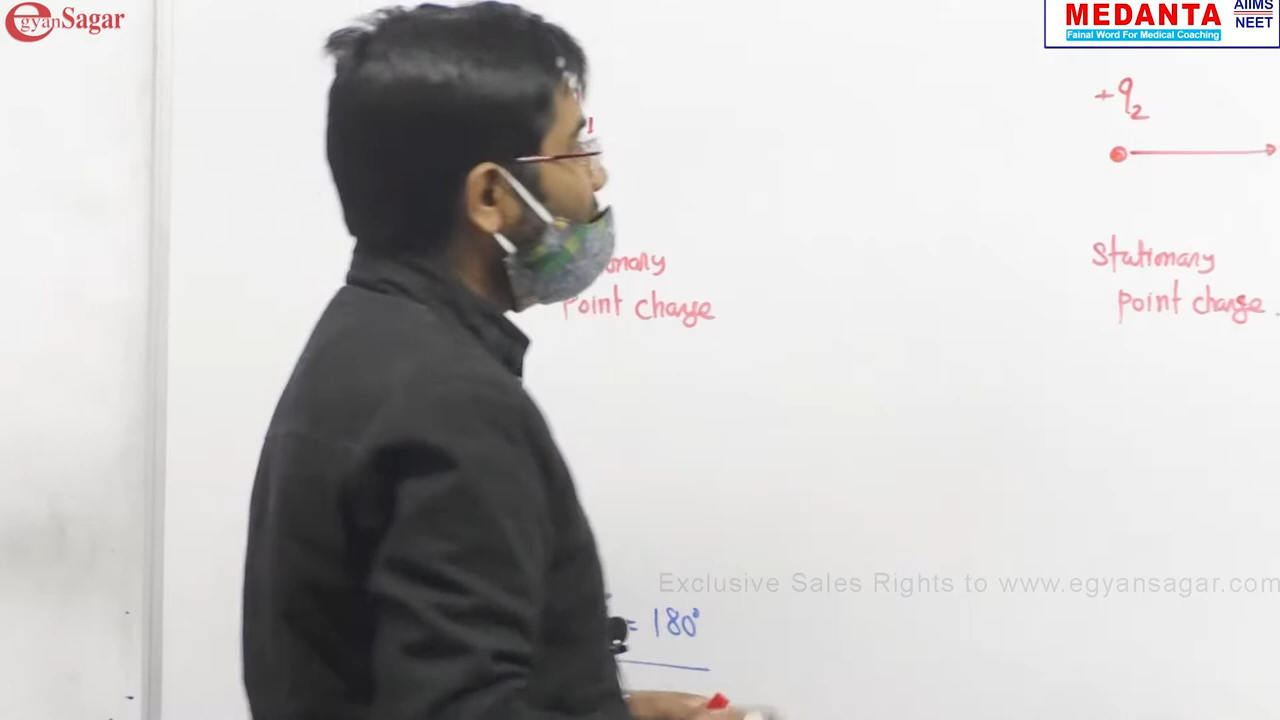 egyanSagar
MEDANTA
AIIMS
NEET
Fainal Word For Medical Coaching
+q2
Point Charge
Stationary
point charge.
Exclusive Sales Rights to www.egyansagar.com
= 180°